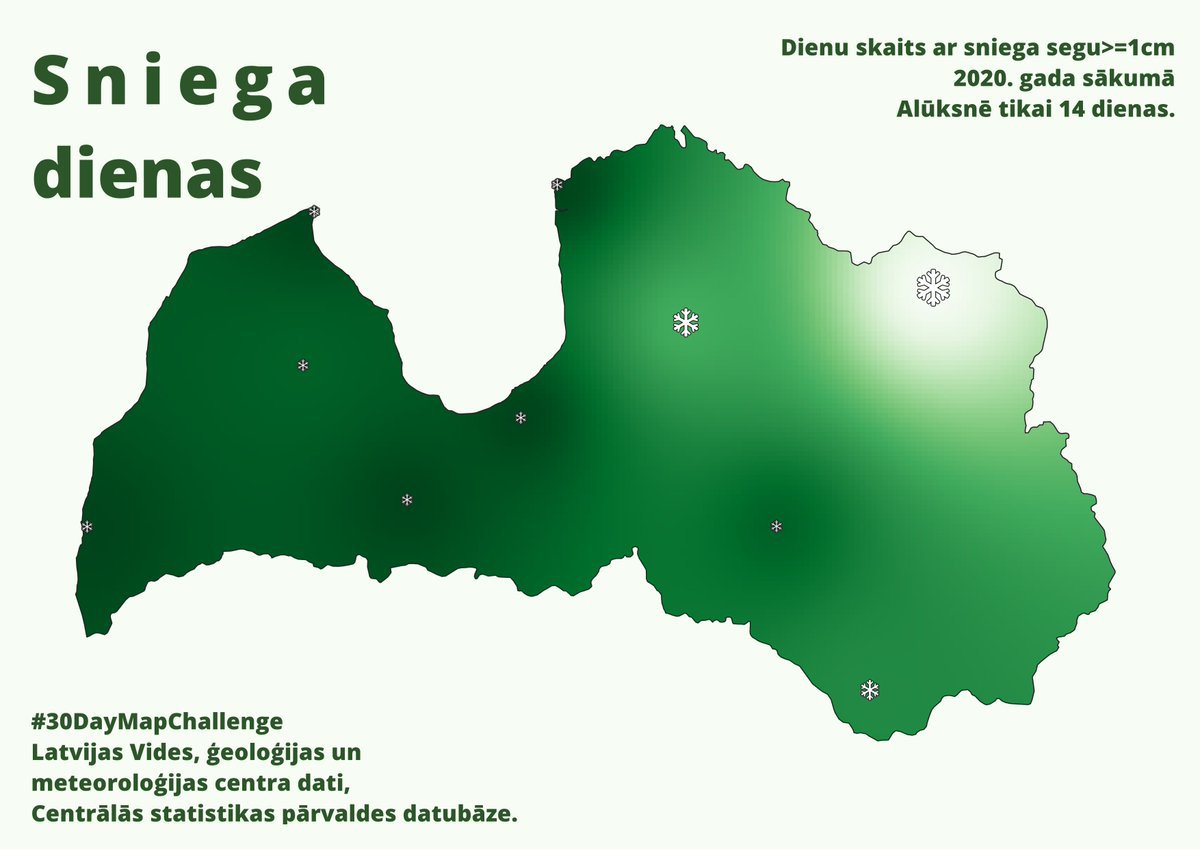 Sniega
dienas
Dienu skaits ar sniega segu>=1cm
2020. gada sākumā
Alūksnē tikai 14 dienas.
#30DayMapChallenge
Latvijas Vides, ģeoloģijas un
meteoroloģijas centra dati,
Centrālās statistikas pārvaldes datubāze.